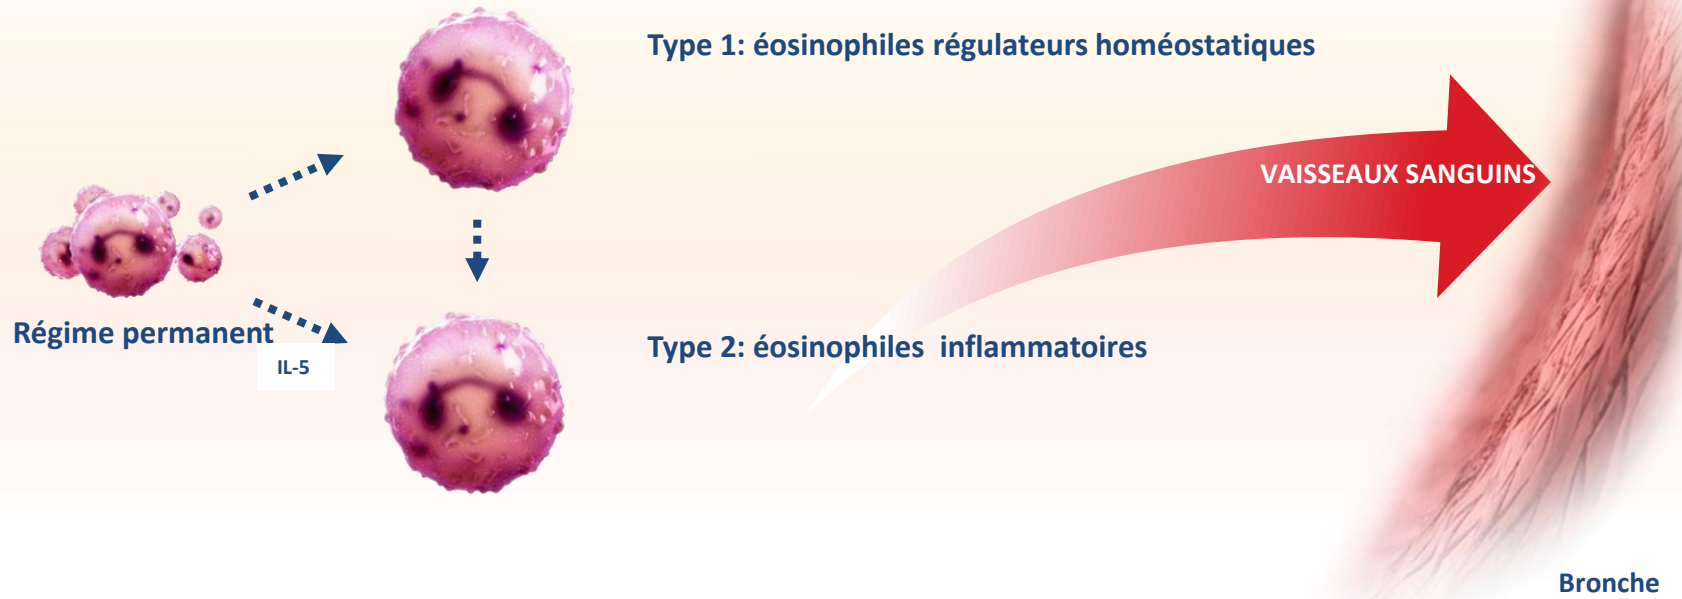 Type 1: éosinophiles régulateurs homéostatiques
VAISSEAUX SANGUINS
Régime permanent
IL-5
Type 2: éosinophiles  inflammatoires
Bronche